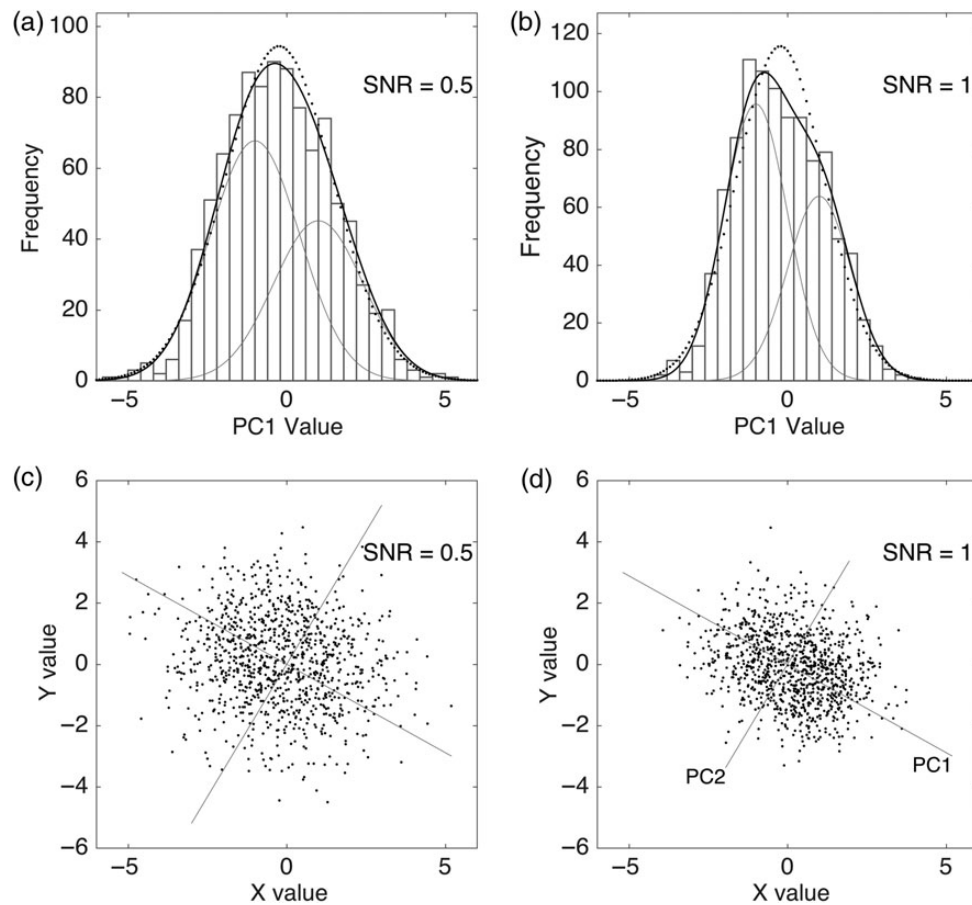 (a)
100
80
60
40
20
0
Frequency
SNR = 0.5
−5
0
5
PC1 Value
(b)
120
100
80
60
40
20
0
Frequency
SNR = 1
−5
0
5
PC1 Value
(c)
6
4
2
0
−2
−4
−6
Y value
SNR = 0.5
−5
0
5
X value
(d)
6
4
2
0
−2
−4
−6
Y value
SNR = 1
PC2
PC1
−5
0
5
X value